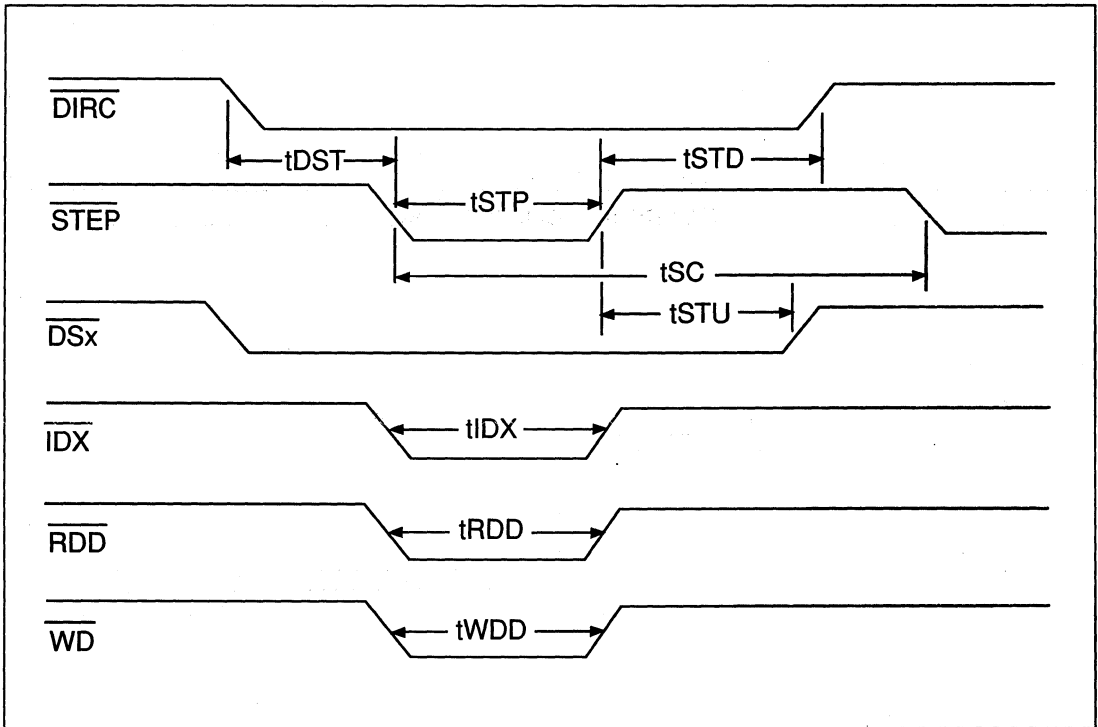 DIRC
tDST
tSTD
STEP
tSTP
tSC
tSTU
DSx
IDX
tIDX
RDD
tRDD
WD
tWDD